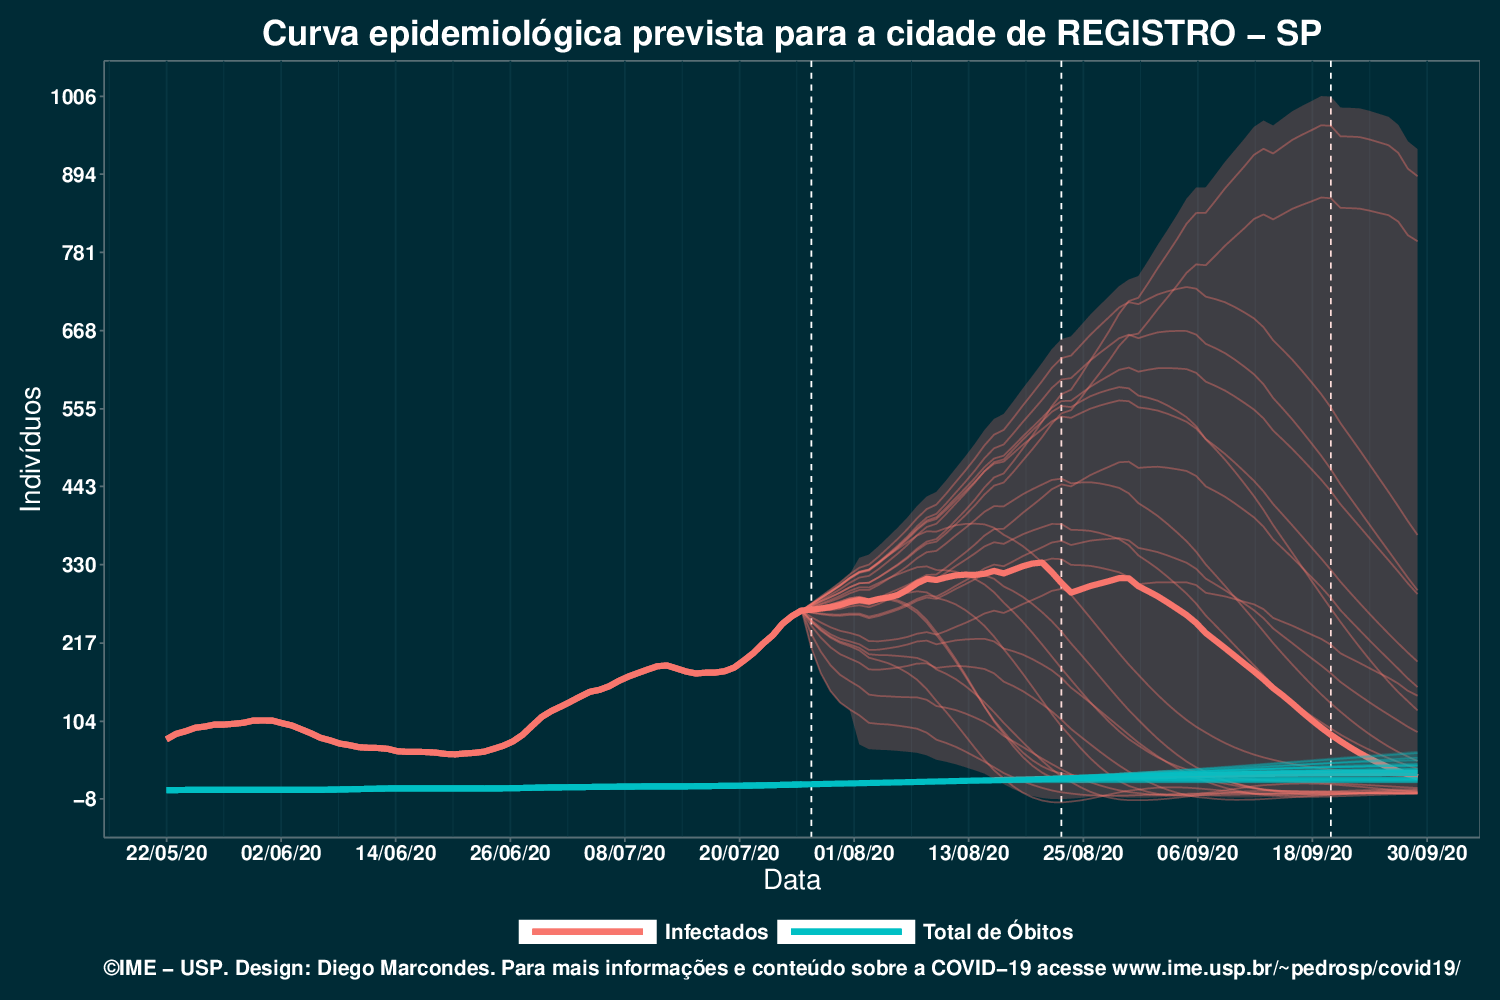 Curva epidemiológica prevista para a cidade de REGISTRO – SP
1006
894
781
668
555
443
330
217
104
–8
Indivíduos
22/05/20 02/06/20 14/06/20 26/06/20 08/07/20 20/07/20 01/08/20 13/08/20 25/08/20 06/09/20 18/09/20 30/09/20
Data
Infectados Total de Óbitos
©IME – USP. Design: Diego Marcondes. Para mais informações e conteúdo sobre a COVID–19 acesse www.ime.usp.br/~pedrosp/covid19/